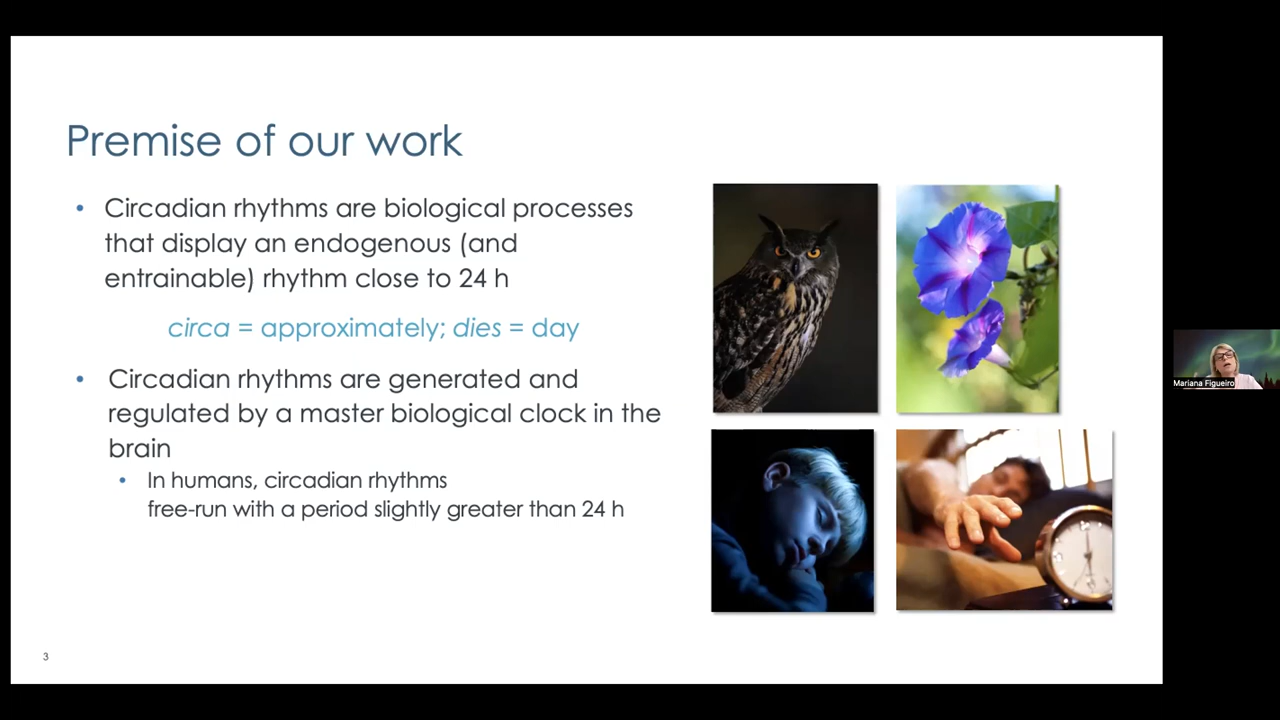 Premise of our work
• Circadian rhythms are biological processes
that display an endogenous (and
entrainable) rhythm close to 24 h
circa = approximately; dies = day
• Circadian rhythms are generated and
regulated by a master biological clock in the
brain
• In humans, circadian rhythms
free-run with a period slightly greater than 24 h
3
Mariana Figueiro